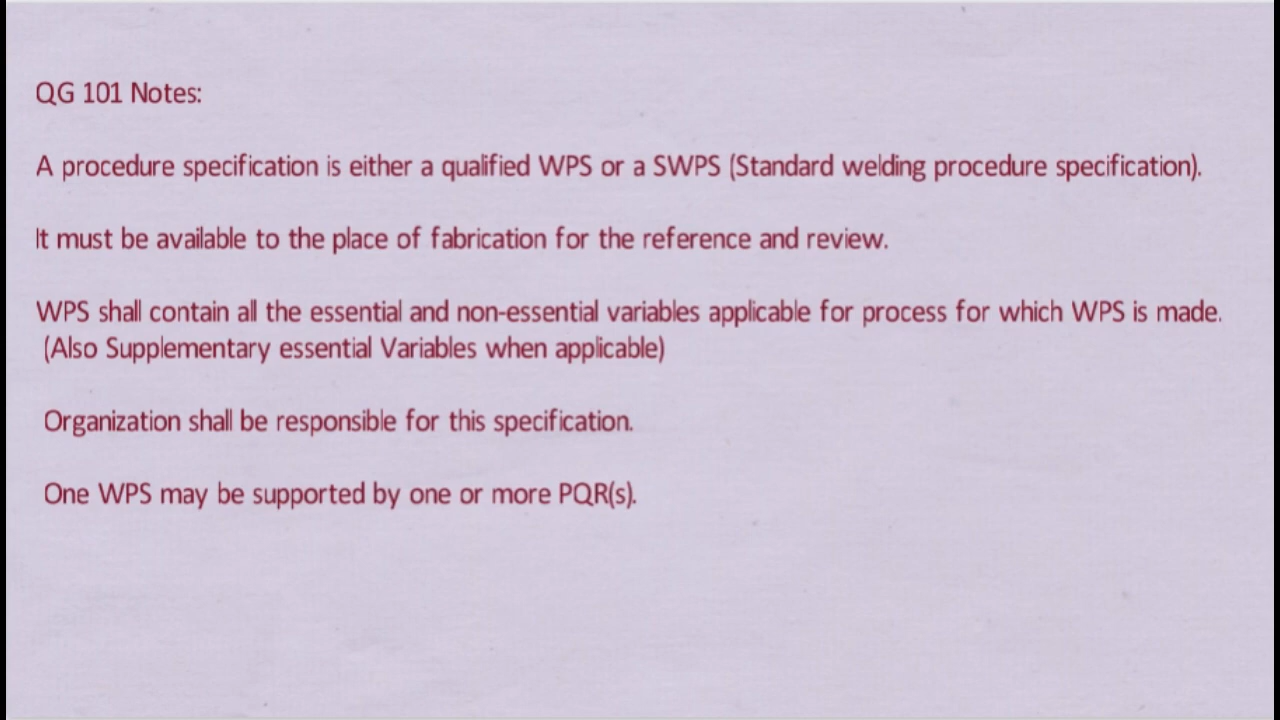 QG 101 Notes:
A procedure specification is either a qualified WPS or a SWPS (Standard welding procedure specification).
It must be available to the place of fabrication for the reference and review.
WPS shall contain all the essential and non-essential variables applicable for process for which WPS is made.
(Also Supplementary essential Variables when applicable)
Organization shall be responsible for this specification.
One WPS may be supported by one or more PQR(s).